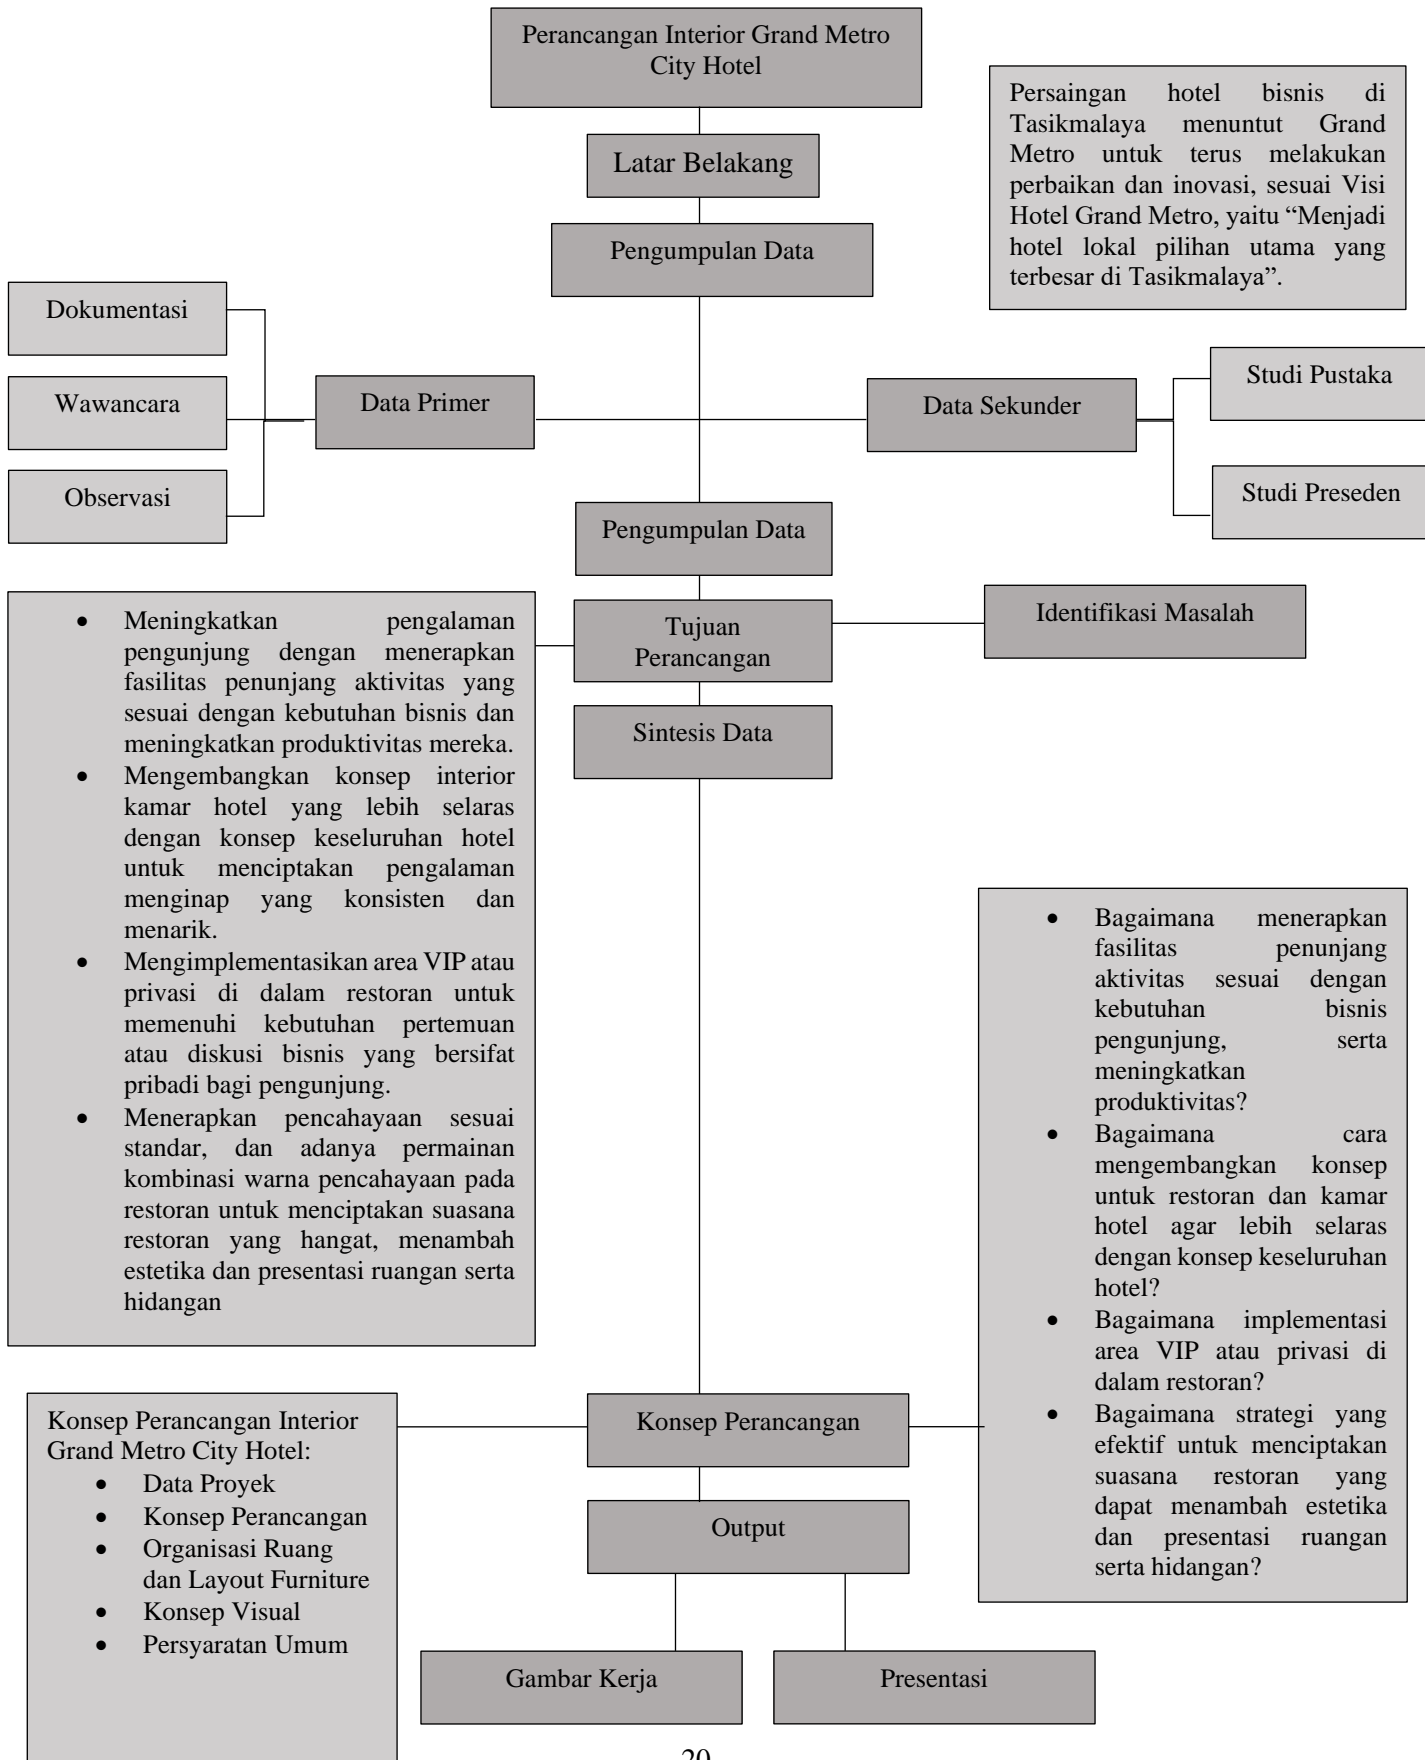 Perancangan Interior Grand Metro
City Hotel
Persaingan hotel bisnis di
Tasikmalaya menuntut Grand
Metro untuk terus melakukan
perbaikan dan inovasi, sesuai Visi
Hotel Grand Metro, yaitu “Menjadi
hotel lokal pilihan utama yang
terbesar di Tasikmalaya”.
Latar Belakang
Pengumpulan Data
Dokumentasi
Wawancara
Observasi
Data Primer
Data Sekunder
Studi Pustaka
Studi Preseden
Pengumpulan Data
Tujuan
Perancangan
Identifikasi Masalah
Sintesis Data
• Meningkatkan pengalaman
pengunjung dengan menerapkan
fasilitas penunjang aktivitas yang
sesuai dengan kebutuhan bisnis dan
meningkatkan produktivitas mereka.
• Mengembangkan konsep interior
kamar hotel yang lebih selaras
dengan konsep keseluruhan hotel
untuk menciptakan pengalaman
menginap yang konsisten dan
menarik.
• Mengimplementasikan area VIP atau
privasi di dalam restoran untuk
memenuhi kebutuhan pertemuan
atau diskusi bisnis yang bersifat
pribadi bagi pengunjung.
• Menerapkan pencahayaan sesuai
standar, dan adanya permainan
kombinasi warna pencahayaan pada
restoran untuk menciptakan suasana
restoran yang hangat, menambah
estetika dan presentasi ruangan serta
hidangan
• Bagaimana menerapkan
fasilitas penunjang
aktivitas sesuai dengan
kebutuhan bisnis
pengunjung, serta
meningkatkan
produktivitas?
• Bagaimana cara
mengembangkan konsep
untuk restoran dan kamar
hotel agar lebih selaras
dengan konsep keseluruhan
hotel?
• Bagaimana implementasi
area VIP atau privasi di
dalam restoran?
• Bagaimana strategi yang
efektif untuk menciptakan
suasana restoran yang
dapat menambah estetika
dan presentasi ruangan
serta hidangan?
Konsep Perancangan Interior
Grand Metro City Hotel:
• Data Proyek
• Konsep Perancangan
• Organisasi Ruang
dan Layout Furniture
• Konsep Visual
• Persyaratan Umum
Konsep Perancangan
Output
Gambar Kerja
Presentasi
20